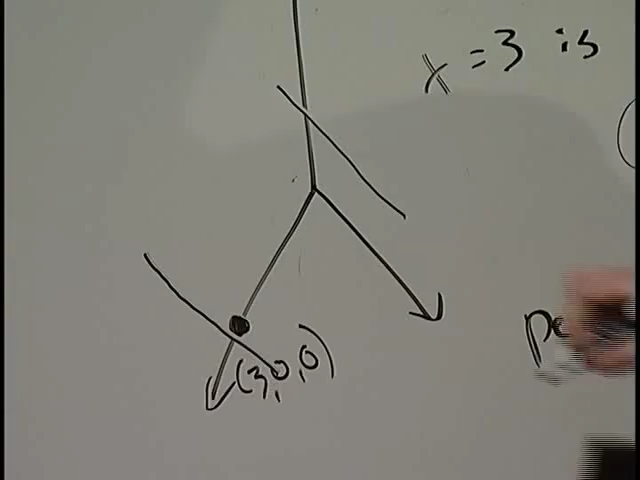 x = 3 is
(3,0,0)